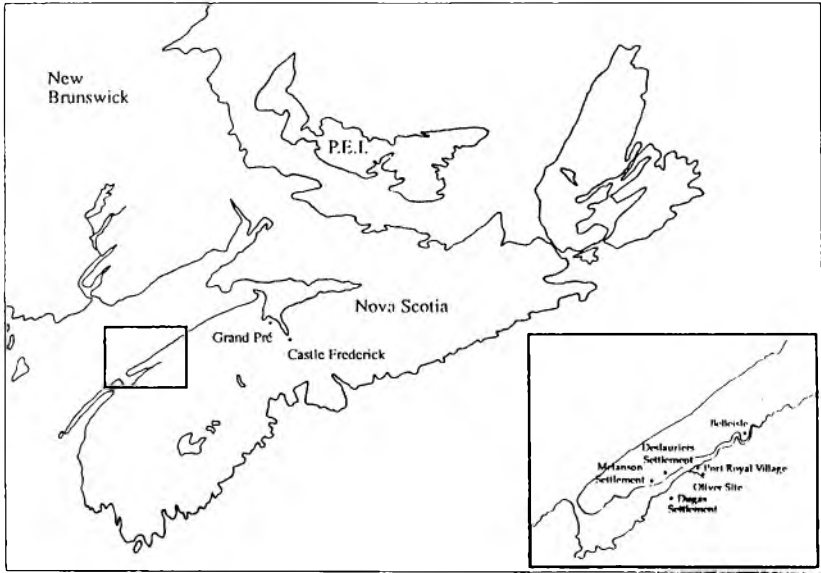 New
Brunswick
P.E.I.
Nova Scotia
Grand Pré
Castle Frederick
Belleisle
Deslauriers
Settlement
Melanson
Settlement
Port Royal Village
Oliver Site
Dugas
Settlement